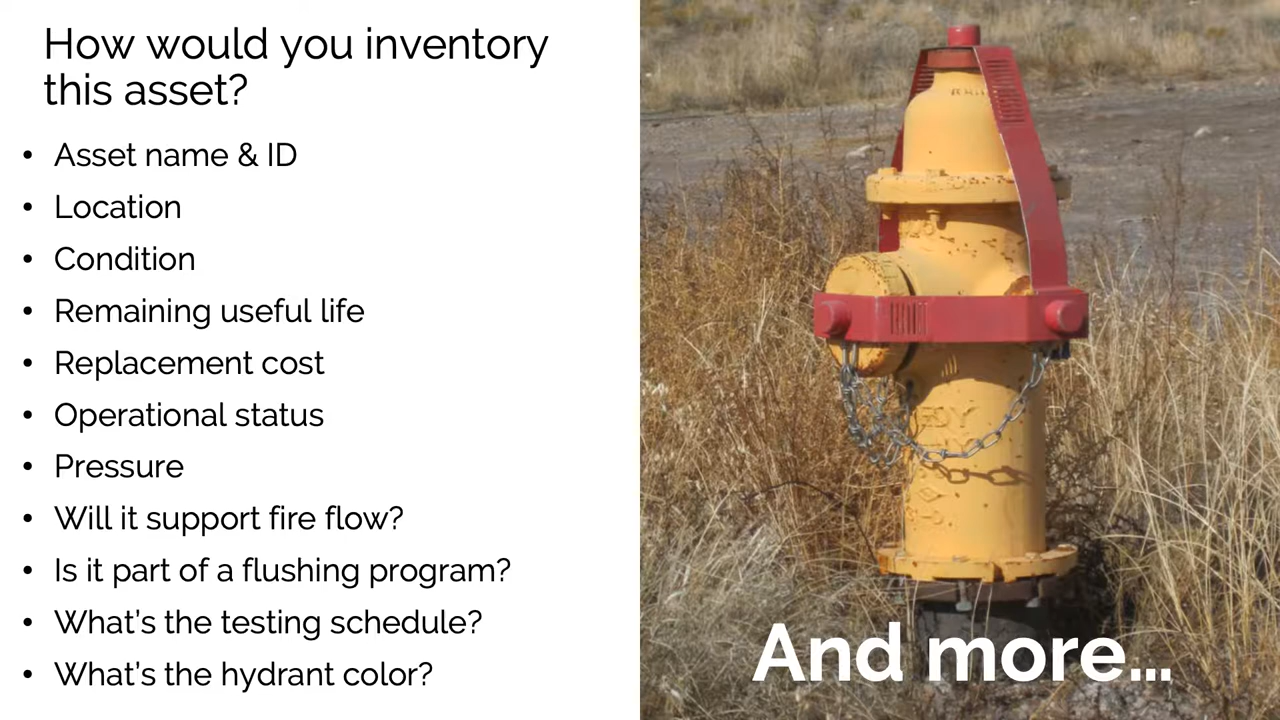 How would you inventory
this asset?
• Asset name & ID
• Location
• Condition
• Remaining useful life
• Replacement cost
• Operational status
• Pressure
• Will it support fire flow?
• Is it part of a flushing program?
• What's the testing schedule?
• What's the hydrant color?
And more...